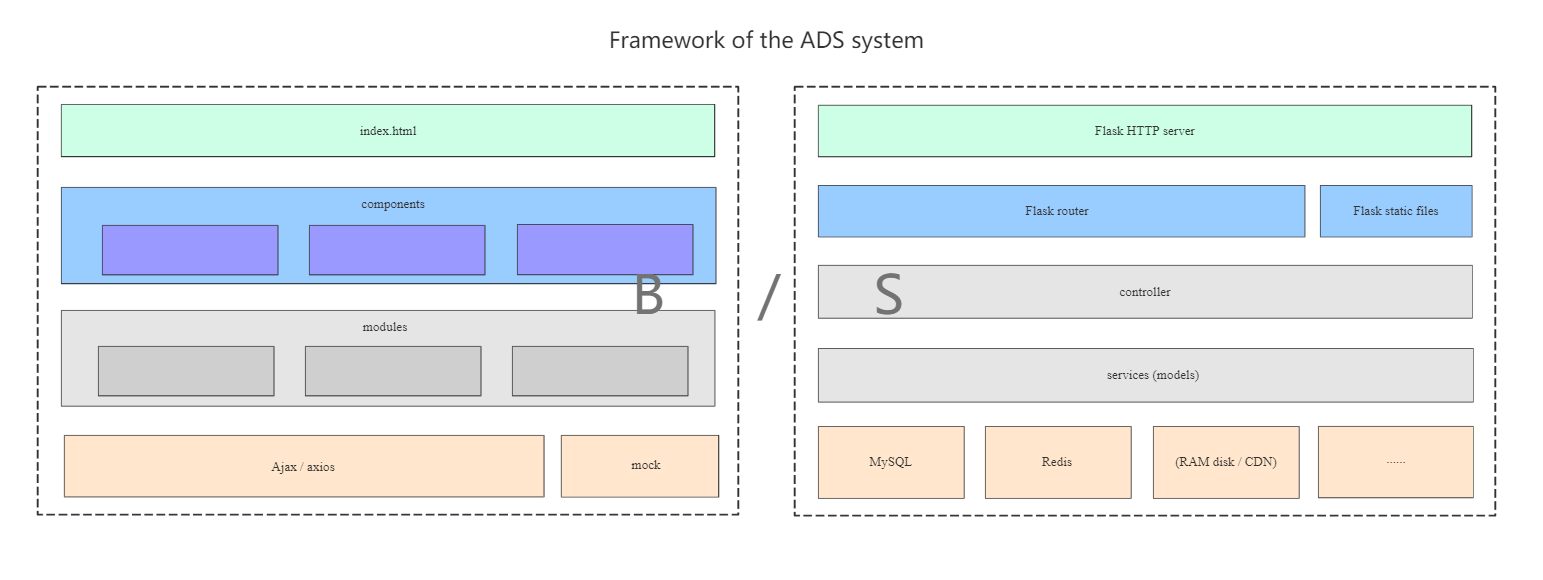 Framework of the ADS system
index.html
components
modules
Ajax / axios
mock
B / S
Flask HTTP server
Flask router
Flask static files
controller
services (models)
MySQL
Redis
(RAM disk / CDN)
······